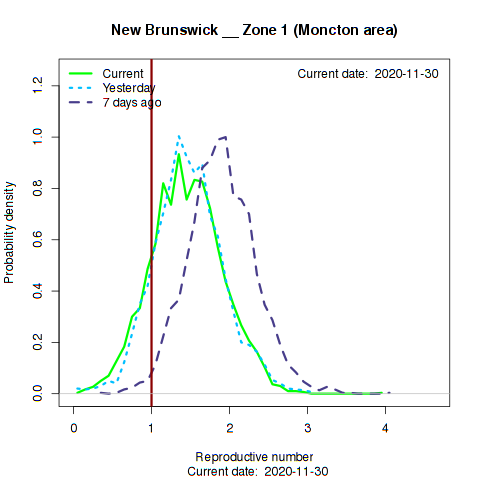 New Brunswick __ Zone 1 (Moncton area)
Current
Yesterday
7 days ago
Current date:  2020-11-30
Probability density
1.2
1.0
0.8
0.6
0.4
0.2
0.0
0 1 2 3 4
Reproductive number
Current date:  2020-11-30